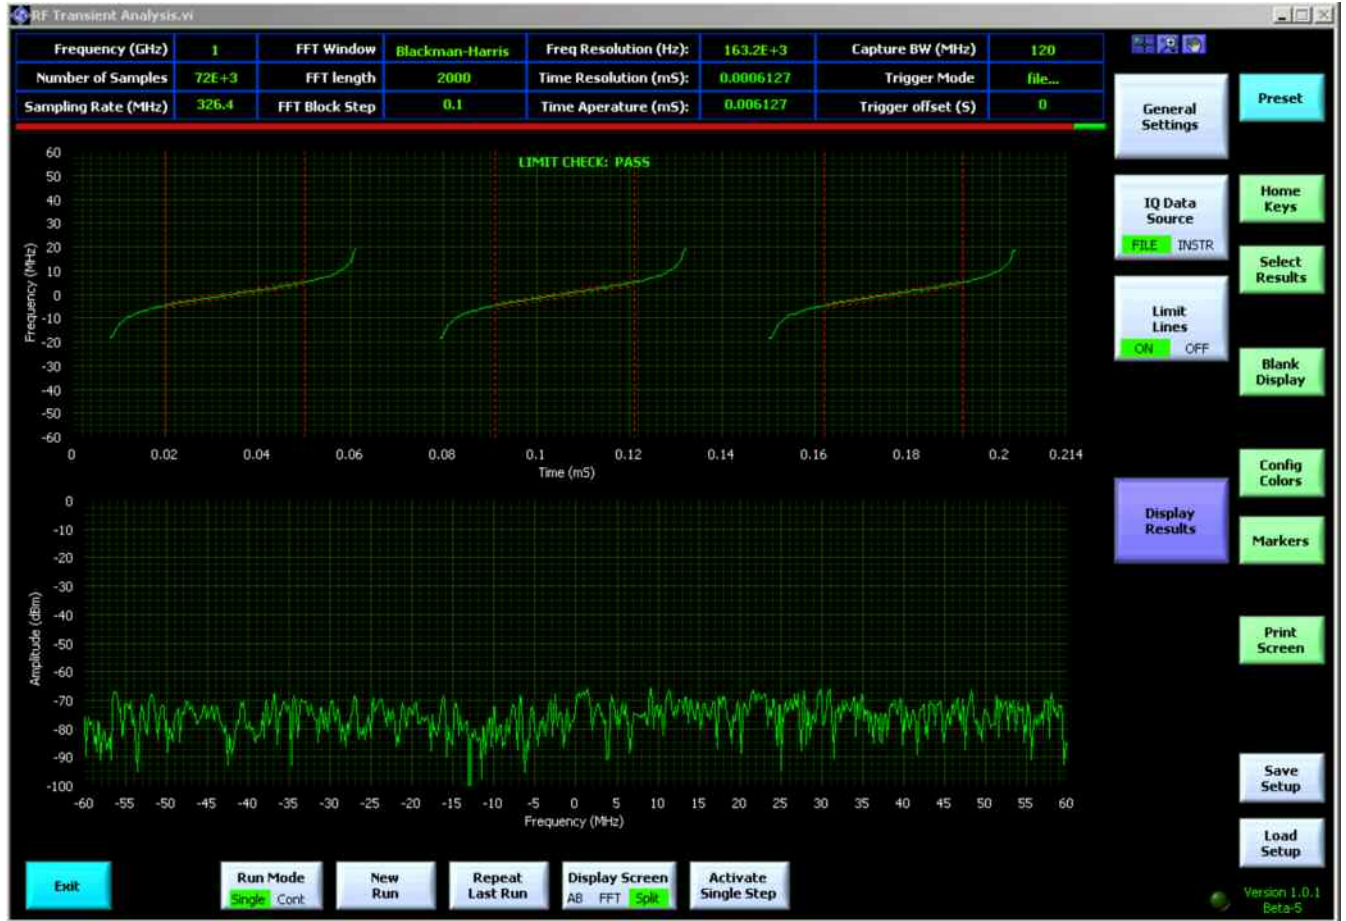 RF Transient Analysis.vi
Frequency (GHz) 1 FFT Window Blackman-Harris Freq Resolution (Hz): 163.2E+3 Capture BW (MHz) 120
Number of Samples 72E+3 FFT length 2000 Time Resolution (mS): 0.0006127 Trigger Mode file...
Sampling Rate (MHz) 326.4 FFT Block Step 0.1 Time Aperature (mS): 0.006127 Trigger offset (S) 0
General
Settings
Preset
LIMIT CHECK: PASS
60
50
40
30
20
10
0
-10
-20
-30
-40
-50
-60
Frequency (MHz)
0 0.02 0.04 0.06 0.08 0.1 0.12 0.14 0.16 0.18 0.2 0.214
Time (mS)
IQ Data
Source
FILE INSTR
Home
Keys
Select
Results
Limit
Lines
ON OFF
Blank
Display
Config
Colors
Display
Results
Markers
Print
Screen
0
-10
-20
-30
-40
-50
-60
-70
-80
-90
-100
Amplitude (dBm)
-60 -55 -50 -45 -40 -35 -30 -25 -20 -15 -10 -5 0 5 10 15 20 25 30 35 40 45 50 55 60
Frequency (MHz)
Save
Setup
Load
Setup
Exit
Run Mode
Single Cont
New
Run
Repeat
Last Run
Display Screen
AB FFT Split
Activate
Single Step
Version 1.0.1
Beta-5